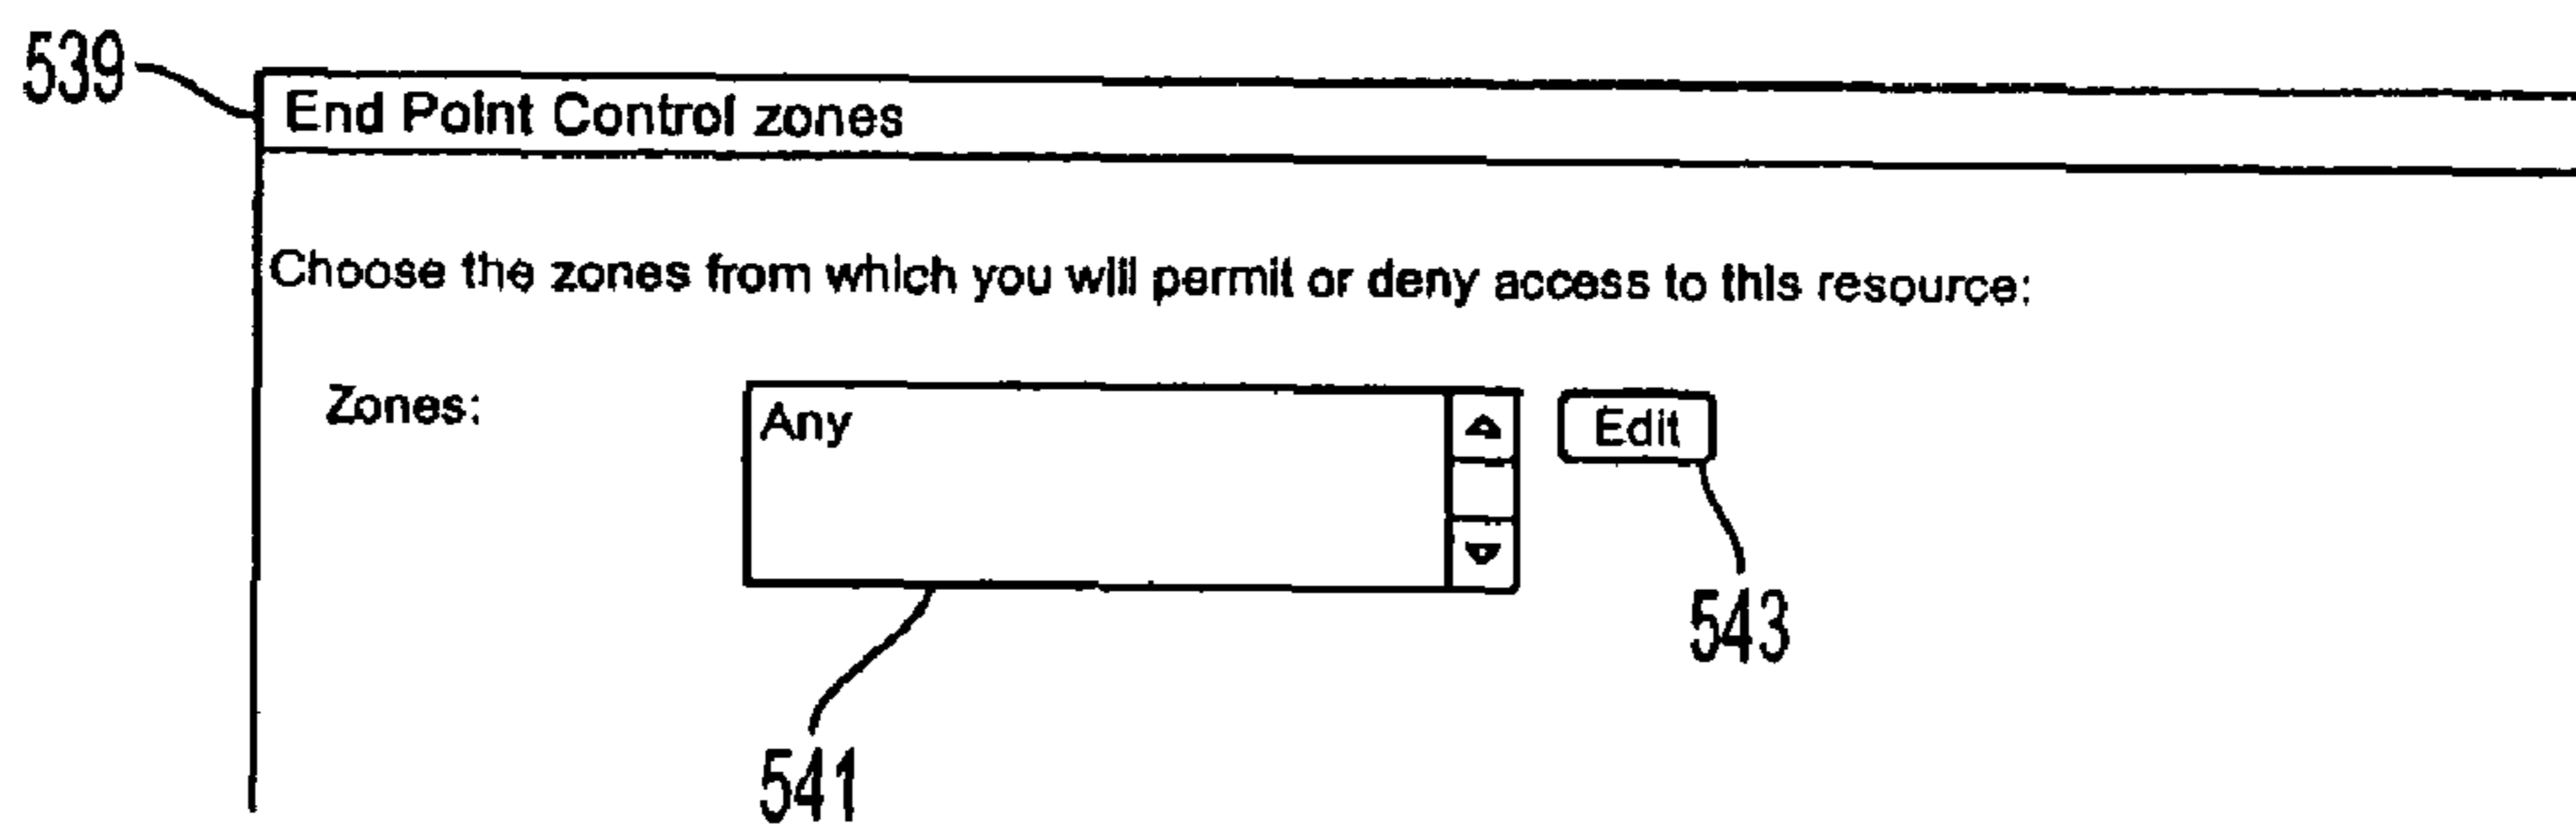 539
End Point Control zones
Choose the zones from which you will permit or deny access to this resource:
Zones:
Any
Edit
543
541